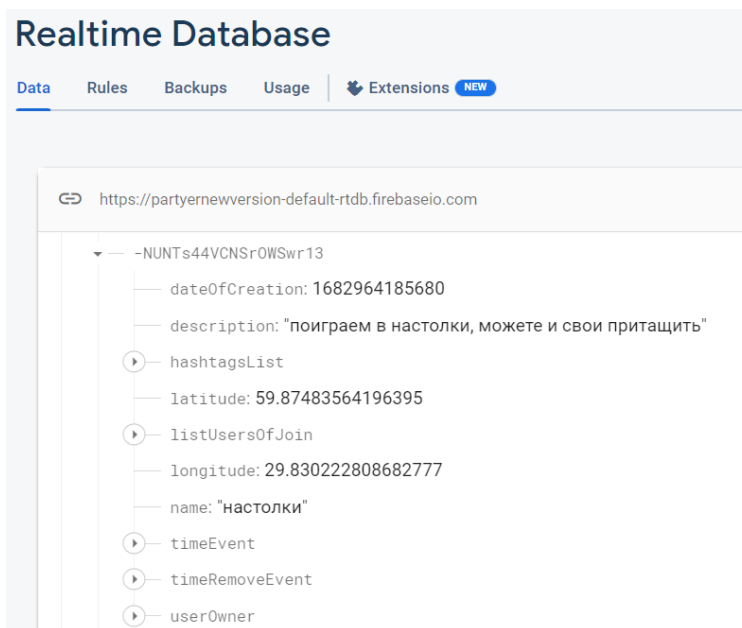 Realtime Database
Data Rules Backups Usage Extensions NEW
https://partyernewversion-default-rtdb.firebaseio.com
-NUNTs44VCNSrOWSwr13
dateOfCreation: 1682964185680
description: "поиграем в настолки, можете и свои притащить"
hashtagsList
latitude: 59.87483564196395
listUsersOfJoin
longitude: 29.830222808682777
name: "настолки"
timeEvent
timeRemoveEvent
userOwner